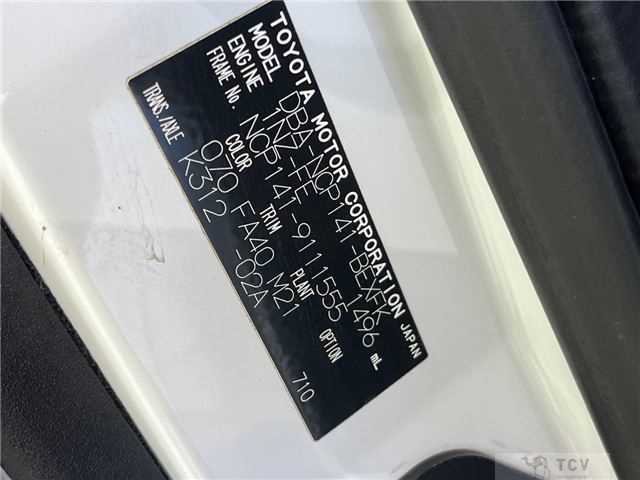 TOYOTA MOTOR CORPORATION JAPAN
MODEL DBA-NCP141-BEXFK
ENGINE 1NZ-FE 1496 mL
FRAME No. NCP141-9111555
COLOR TRIM PLANT OPTION
070 FA40 M21
TRANS./AXLE K312 -02A
710
TCV